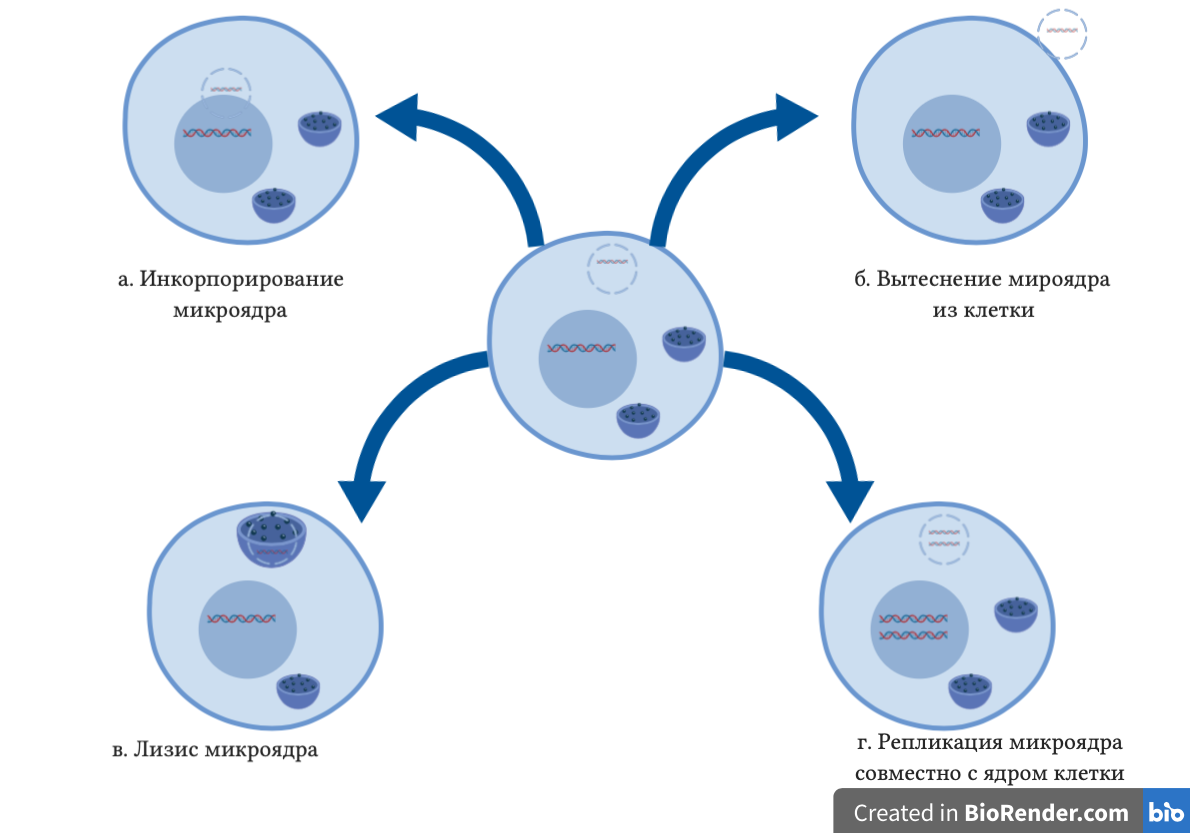 а. Инкорпорирование
микроядра
б. Вытеснение мироядра
из клетки
в. Лизис микроядра
г. Репликация микроядра
совместно с ядром клетки
Created in BioRender.com bio